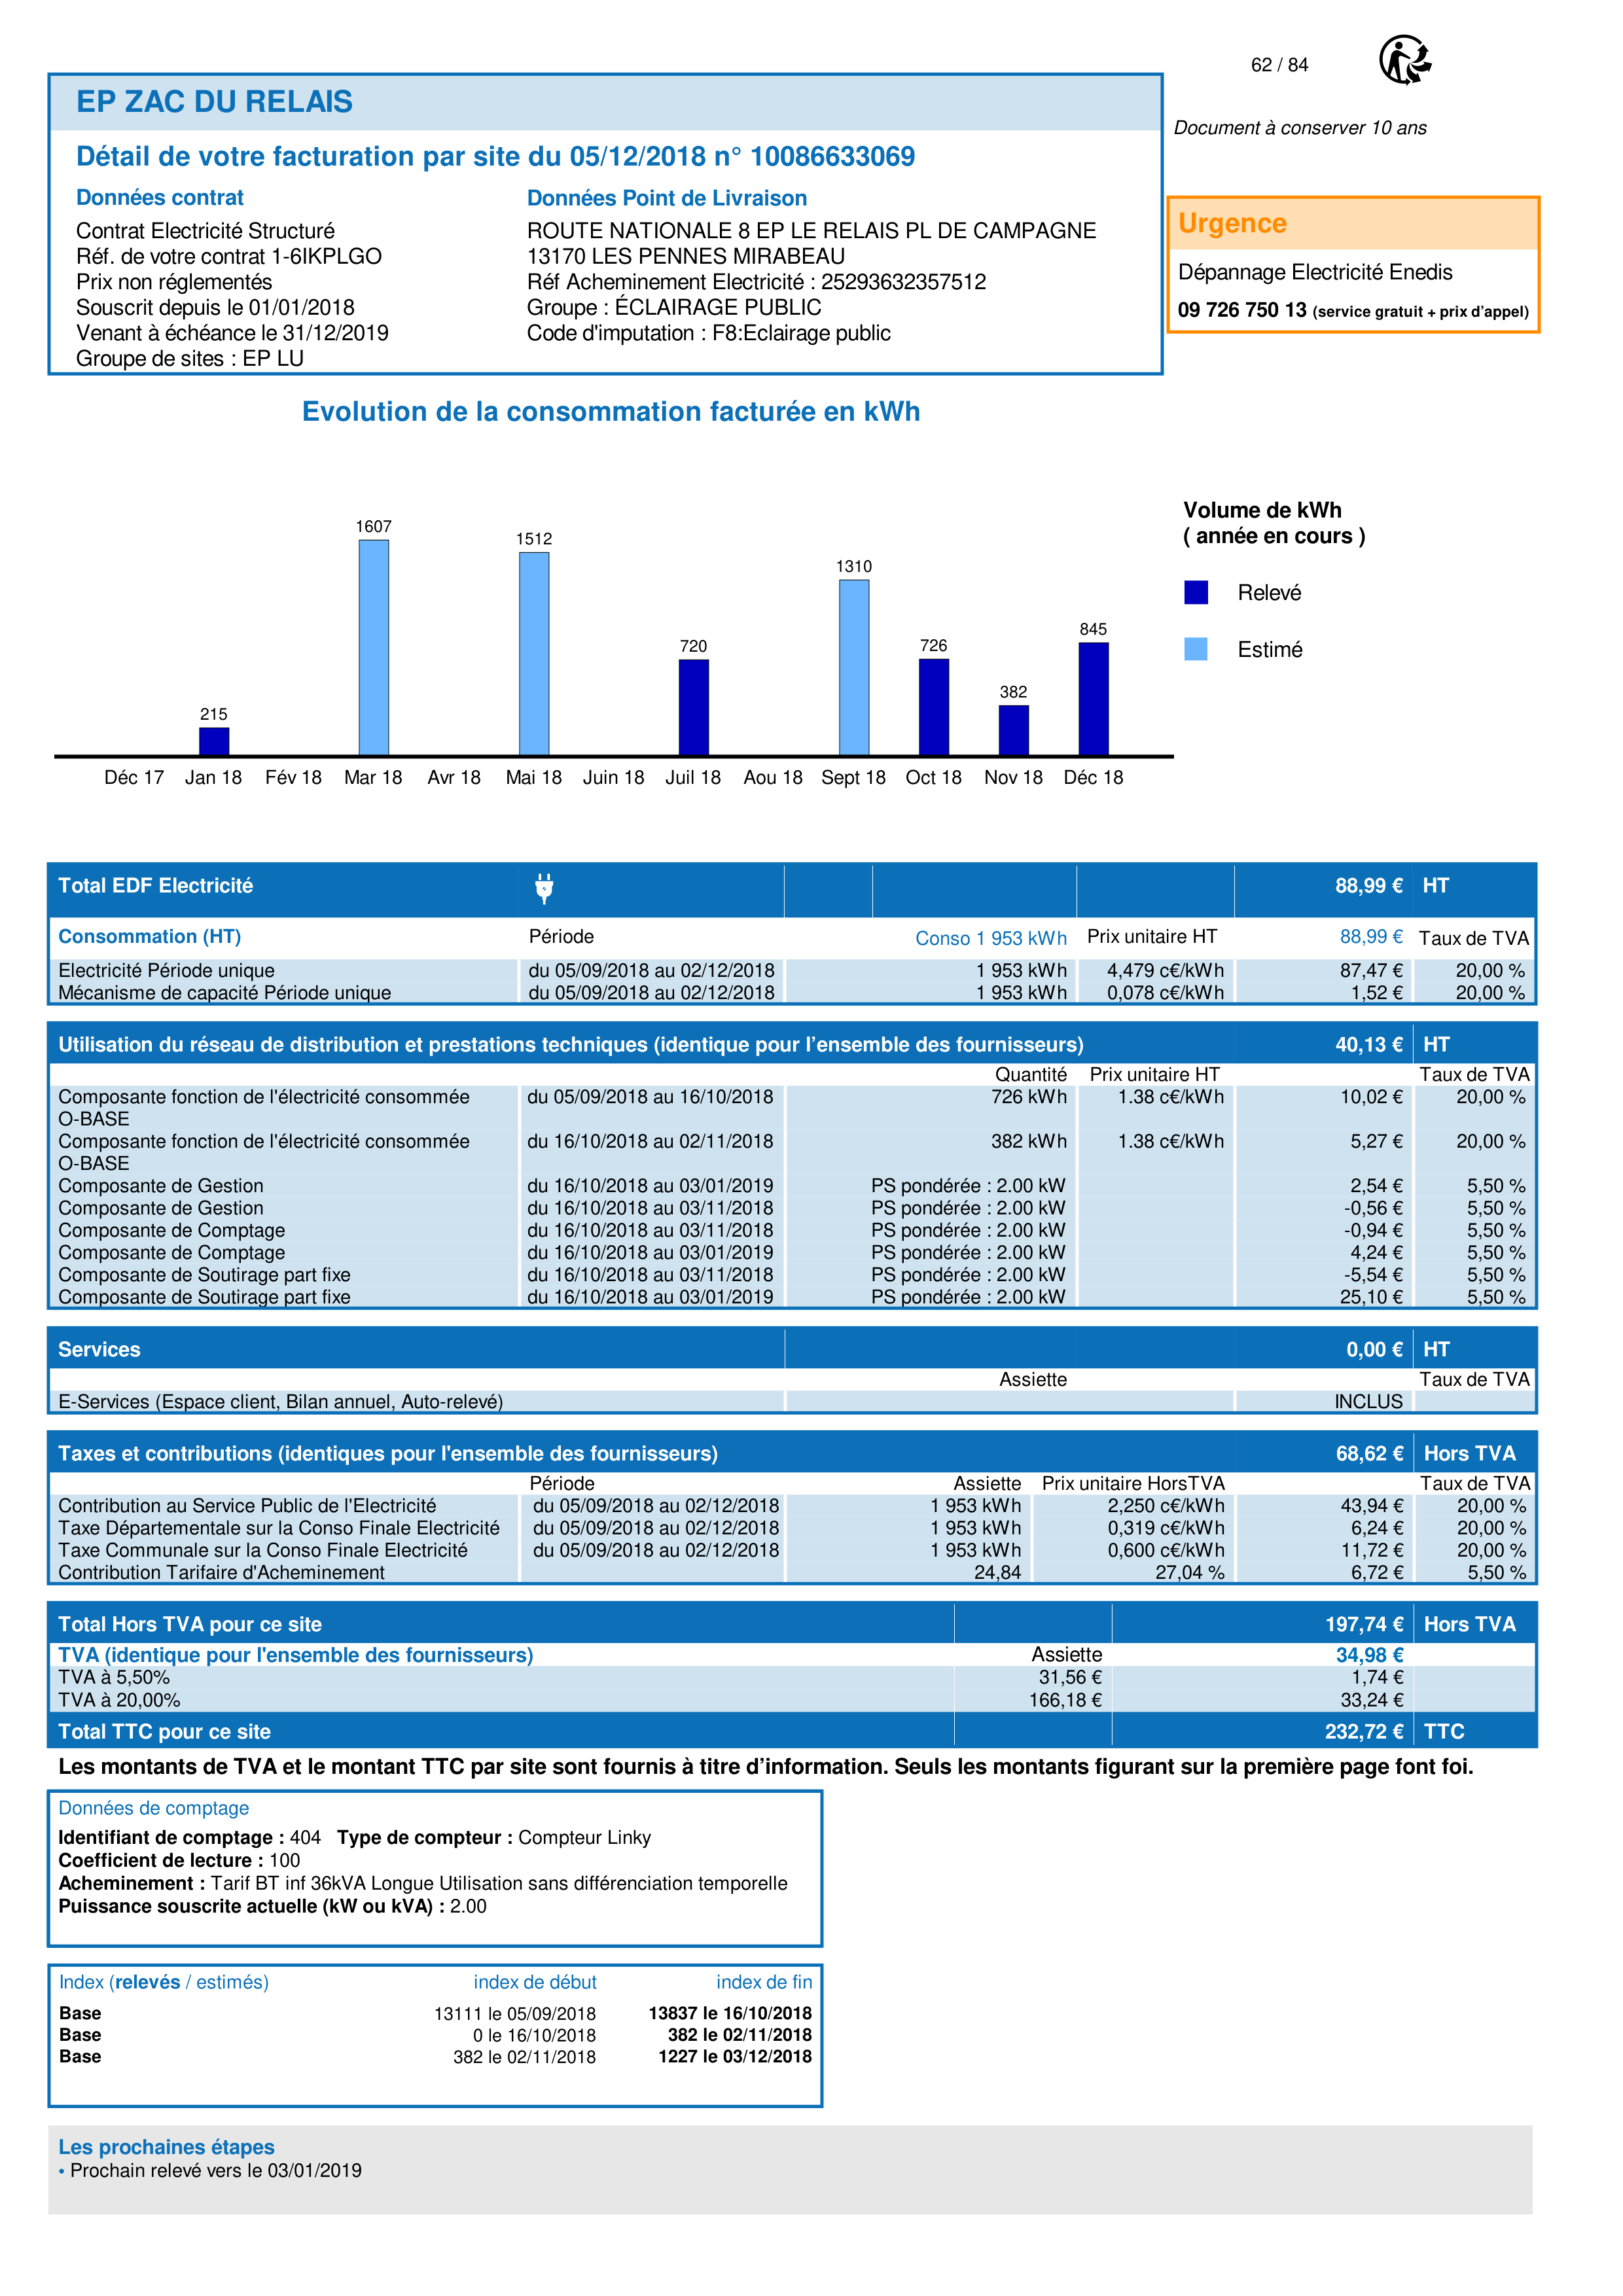 62 / 84
EP ZAC DU RELAIS
Document à conserver 10 ans
Détail de votre facturation par site du 05/12/2018 n° 10086633069
Données contrat
Contrat Electricité Structuré
Réf. de votre contrat 1-6IKPLGO
Prix non réglementés
Souscrit depuis le 01/01/2018
Venant à échéance le 31/12/2019
Groupe de sites : EP LU
Données Point de Livraison
ROUTE NATIONALE 8 EP LE RELAIS PL DE CAMPAGNE
13170 LES PENNES MIRABEAU
Réf Acheminement Electricité : 25293632357512
Groupe : ÉCLAIRAGE PUBLIC
Code d'imputation : F8:Eclairage public
Urgence
Dépannage Electricité Enedis
09 726 750 13 (service gratuit + prix d’appel)
Evolution de la consommation facturée en kWh
215 1607 1512 720 1310 726 382 845
Déc 17 Jan 18 Fév 18 Mar 18 Avr 18 Mai 18 Juin 18 Juil 18 Aou 18 Sept 18 Oct 18 Nov 18 Déc 18
Volume de kWh
( année en cours )
Relevé
Estimé
Total EDF Electricité 88,99 € HT
Consommation (HT) Période Conso 1 953 kWh Prix unitaire HT 88,99 € Taux de TVA
Electricité Période unique du 05/09/2018 au 02/12/2018 1 953 kWh 4,479 c€/kWh 87,47 € 20,00 %
Mécanisme de capacité Période unique du 05/09/2018 au 02/12/2018 1 953 kWh 0,078 c€/kWh 1,52 € 20,00 %
Utilisation du réseau de distribution et prestations techniques (identique pour l’ensemble des fournisseurs) 40,13 € HT
Quantité Prix unitaire HT Taux de TVA
Composante fonction de l'électricité consommée du 05/09/2018 au 16/10/2018 726 kWh 1.38 c€/kWh 10,02 € 20,00 %
O-BASE
Composante fonction de l'électricité consommée du 16/10/2018 au 02/11/2018 382 kWh 1.38 c€/kWh 5,27 € 20,00 %
O-BASE
Composante de Gestion du 16/10/2018 au 03/01/2019 PS pondérée : 2.00 kW 2,54 € 5,50 %
Composante de Gestion du 16/10/2018 au 03/11/2018 PS pondérée : 2.00 kW -0,56 € 5,50 %
Composante de Comptage du 16/10/2018 au 03/11/2018 PS pondérée : 2.00 kW -0,94 € 5,50 %
Composante de Comptage du 16/10/2018 au 03/01/2019 PS pondérée : 2.00 kW 4,24 € 5,50 %
Composante de Soutirage part fixe du 16/10/2018 au 03/11/2018 PS pondérée : 2.00 kW -5,54 € 5,50 %
Composante de Soutirage part fixe du 16/10/2018 au 03/01/2019 PS pondérée : 2.00 kW 25,10 € 5,50 %
Services 0,00 € HT
Assiette Taux de TVA
E-Services (Espace client, Bilan annuel, Auto-relevé) INCLUS
Taxes et contributions (identiques pour l'ensemble des fournisseurs) 68,62 € Hors TVA
Période Assiette Prix unitaire HorsTVA Taux de TVA
Contribution au Service Public de l'Electricité du 05/09/2018 au 02/12/2018 1 953 kWh 2,250 c€/kWh 43,94 € 20,00 %
Taxe Départementale sur la Conso Finale Electricité du 05/09/2018 au 02/12/2018 1 953 kWh 0,319 c€/kWh 6,24 € 20,00 %
Taxe Communale sur la Conso Finale Electricité du 05/09/2018 au 02/12/2018 1 953 kWh 0,600 c€/kWh 11,72 € 20,00 %
Contribution Tarifaire d'Acheminement 24,84 27,04 % 6,72 € 5,50 %
Total Hors TVA pour ce site 197,74 € Hors TVA
TVA (identique pour l'ensemble des fournisseurs) Assiette 34,98 €
TVA à 5,50% 31,56 € 1,74 €
TVA à 20,00% 166,18 € 33,24 €
Total TTC pour ce site 232,72 € TTC
Les montants de TVA et le montant TTC par site sont fournis à titre d’information. Seuls les montants figurant sur la première page font foi.
Données de comptage
Identifiant de comptage : 404 Type de compteur : Compteur Linky
Coefficient de lecture : 100
Acheminement : Tarif BT inf 36kVA Longue Utilisation sans différenciation temporelle
Puissance souscrite actuelle (kW ou kVA) : 2.00
Index (relevés / estimés) index de début index de fin
Base 13111 le 05/09/2018 13837 le 16/10/2018
Base 0 le 16/10/2018 382 le 02/11/2018
Base 382 le 02/11/2018 1227 le 03/12/2018
Les prochaines étapes
• Prochain relevé vers le 03/01/2019